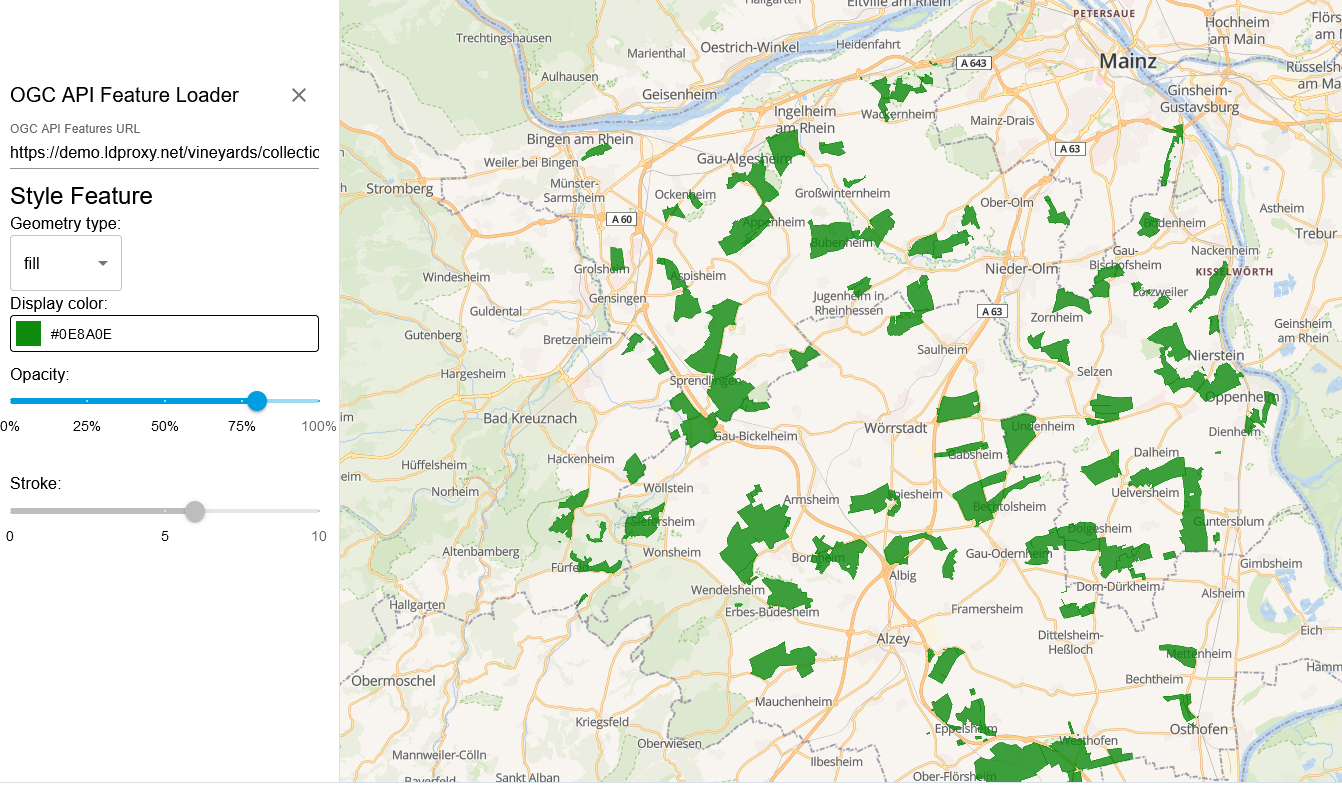 OGC API Feature Loader
OGC API Features URL
https://demo.ldproxy.net/vineyards/collectic
Style Feature
Geometry type:
fill
Display color:
#0E8A0E
Opacity:
0%
25%
50%
75%
100%
Stroke:
0
5
10
Hallgarten
Eltville am Rhein
PETERSAUE
Trechtingshausen
Hochheim
am Main
Marienthal
Oestrich-Winkel
Heidenfahrt
Mainz
A 643
Aulhausen
Geisenheim
Ginsheim-
Gustavsburg
Ingelheim
am Rhein
Wackernheim
Mainz-Drais
Bingen am Rhein
A 63
Weiler bei Bingen
Gau-Algesheim
Stromberg
Münster-
Sarmsheim
Ockenheim
Großwinternheim
Ober-Olm
Astheim
A 60
Appenheim
Bodenheim
Trebur
Bubenheim
Gau-
Bischofsheim
Nackenheim
Grolsheim
Aspisheim
Nieder-Olm
KISSELWÖRTH
Windesheim
Gensingen
Jugenheim in
Rheinhessen
Lörzweiler
Guldental
A 63
Zornheim
Geinsheim
am Rhein
Gutenberg
Bretzenheim
Saulheim
Nierstein
Hargesheim
Sprendlingen
Selzen
Oppenheim
Bad Kreuznach
Gau-Bickelheim
Wörrstadt
Undenheim
Dienheim
Hackenheim
Gabsheim
Dalheim
Hüffelsheim
Norheim
Wöllstein
Armsheim
Uelversheim
Bechtolsheim
Siefersheim
Dolgesheim
Guntersblum
Altenbamberg
Wonsheim
Bornheim
Gau-Odernheim
Fürfeld
Albig
Gimbsheim
Wendelsheim
Dorn-Dürkheim
Alsheim
Hallgarten
Erbes-Büdesheim
Framersheim
Alzey
Dittelsheim-
Heßloch
Eich
Mettenheim
Obermoschel
Bechtheim
Mauchenheim
Kriegsfeld
Eppelsheim
Osthofen
Oberwiesen
Westhofen
Mannweiler-Cölln
Ilbesheim
Sankt Alban
Ober-Flörsheim
Bayerfeld